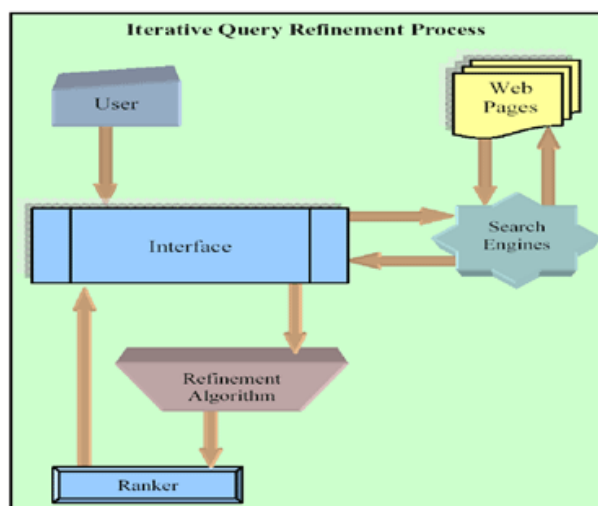 Iterative Query Refinement Process
User
Web
Pages
Interface
Search
Engines
Refinement
Algorithm
Ranker